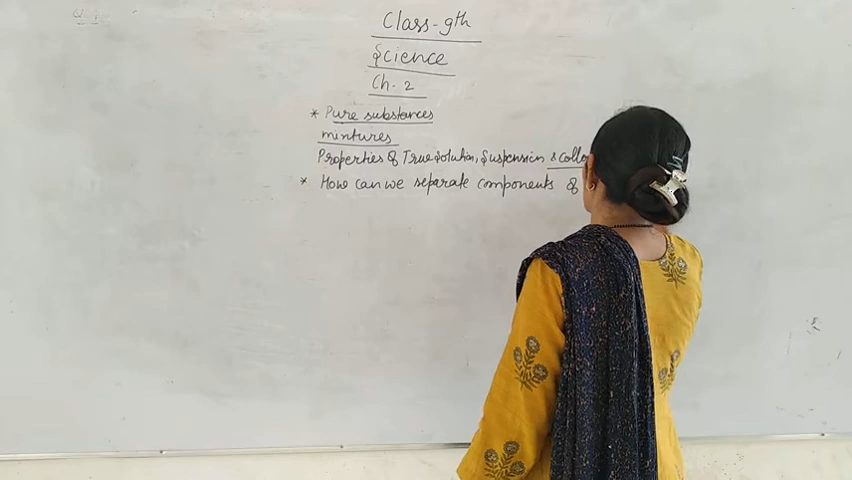 Class-9th
Science
Ch. 2
* Pure substances
mixtures
Properties of True Solution, Suspension & Collo
* How can we separate components of